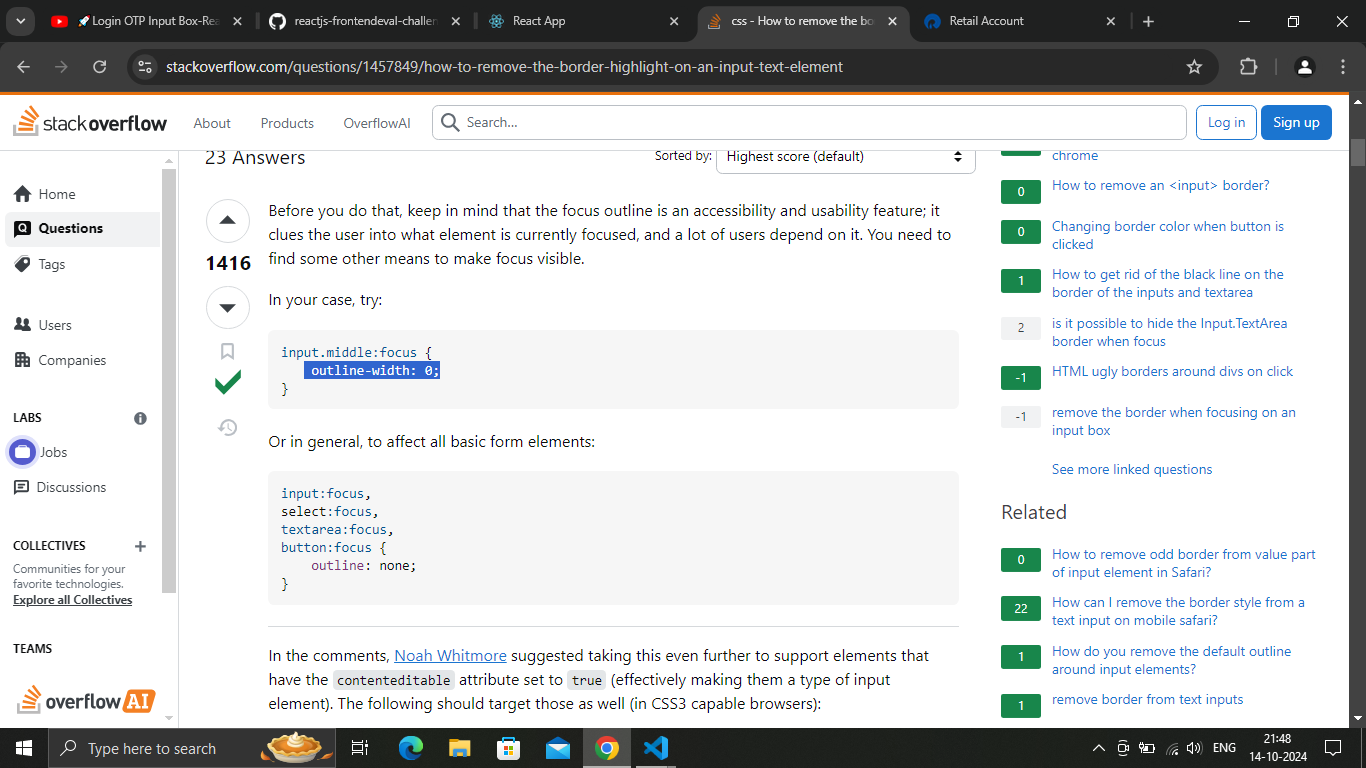 🚀Login OTP Input Box-Rea
reactjs-frontendeval-challen
React App
css - How to remove the bo
Retail Account
stackoverflow.com/questions/1457849/how-to-remove-the-border-highlight-on-an-input-text-element
stackoverflow
About
Products
OverflowAI
Search...
Log in
Sign up
Home
Questions
Tags
Users
Companies
LABS
Jobs
Discussions
COLLECTIVES
Communities for your
favorite technologies.
Explore all Collectives
TEAMS
overflowAI
23 Answers
Sorted by:
Highest score (default)
1416
Before you do that, keep in mind that the focus outline is an accessibility and usability feature; it
clues the user into what element is currently focused, and a lot of users depend on it. You need to
find some other means to make focus visible.
In your case, try:
input.middle:focus {
    outline-width: 0;
}
Or in general, to affect all basic form elements:
input:focus,
select:focus,
textarea:focus,
button:focus {
    outline: none;
}
In the comments, Noah Whitmore suggested taking this even further to support elements that
have the contenteditable attribute set to true (effectively making them a type of input
element). The following should target those as well (in CSS3 capable browsers):
chrome
0
How to remove an <input> border?
0
Changing border color when button is
clicked
1
How to get rid of the black line on the
border of the inputs and textarea
2
is it possible to hide the Input.TextArea
border when focus
-1
HTML ugly borders around divs on click
-1
remove the border when focusing on an
input box
See more linked questions
Related
0
How to remove odd border from value part
of input element in Safari?
22
How can I remove the border style from a
text input on mobile safari?
1
How do you remove the default outline
around input elements?
1
remove border from text inputs
Type here to search
ENG
21:48
14-10-2024